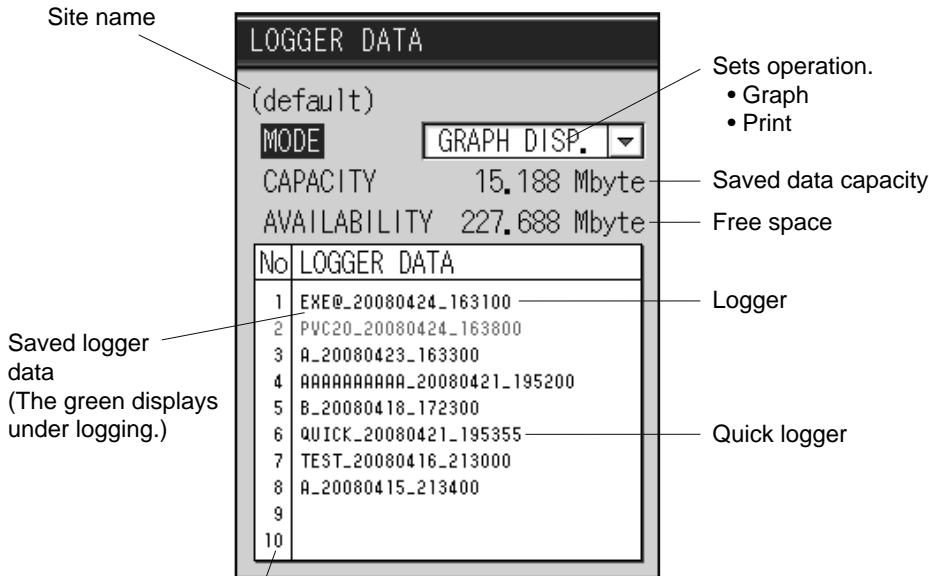 Site name
LOGGER DATA
Sets operation.
• Graph
• Print
(default)
MODE GRAPH DISP.
CAPACITY 15.188 Mbyte
Saved data capacity
AVAILABILITY 227.688 Mbyte
Free space
No LOGGER DATA
1 EXE@_20080424_163100
Logger
2 PVC20_20080424_163800
3 A_20080423_163300
4 AAAAAAAAAA_20080421_195200
5 B_20080418_172300
6 QUICK_20080421_195355
Quick logger
7 TEST_20080416_213000
8 A_20080415_213400
9
10
Saved logger
data
(The green displays
under logging.)